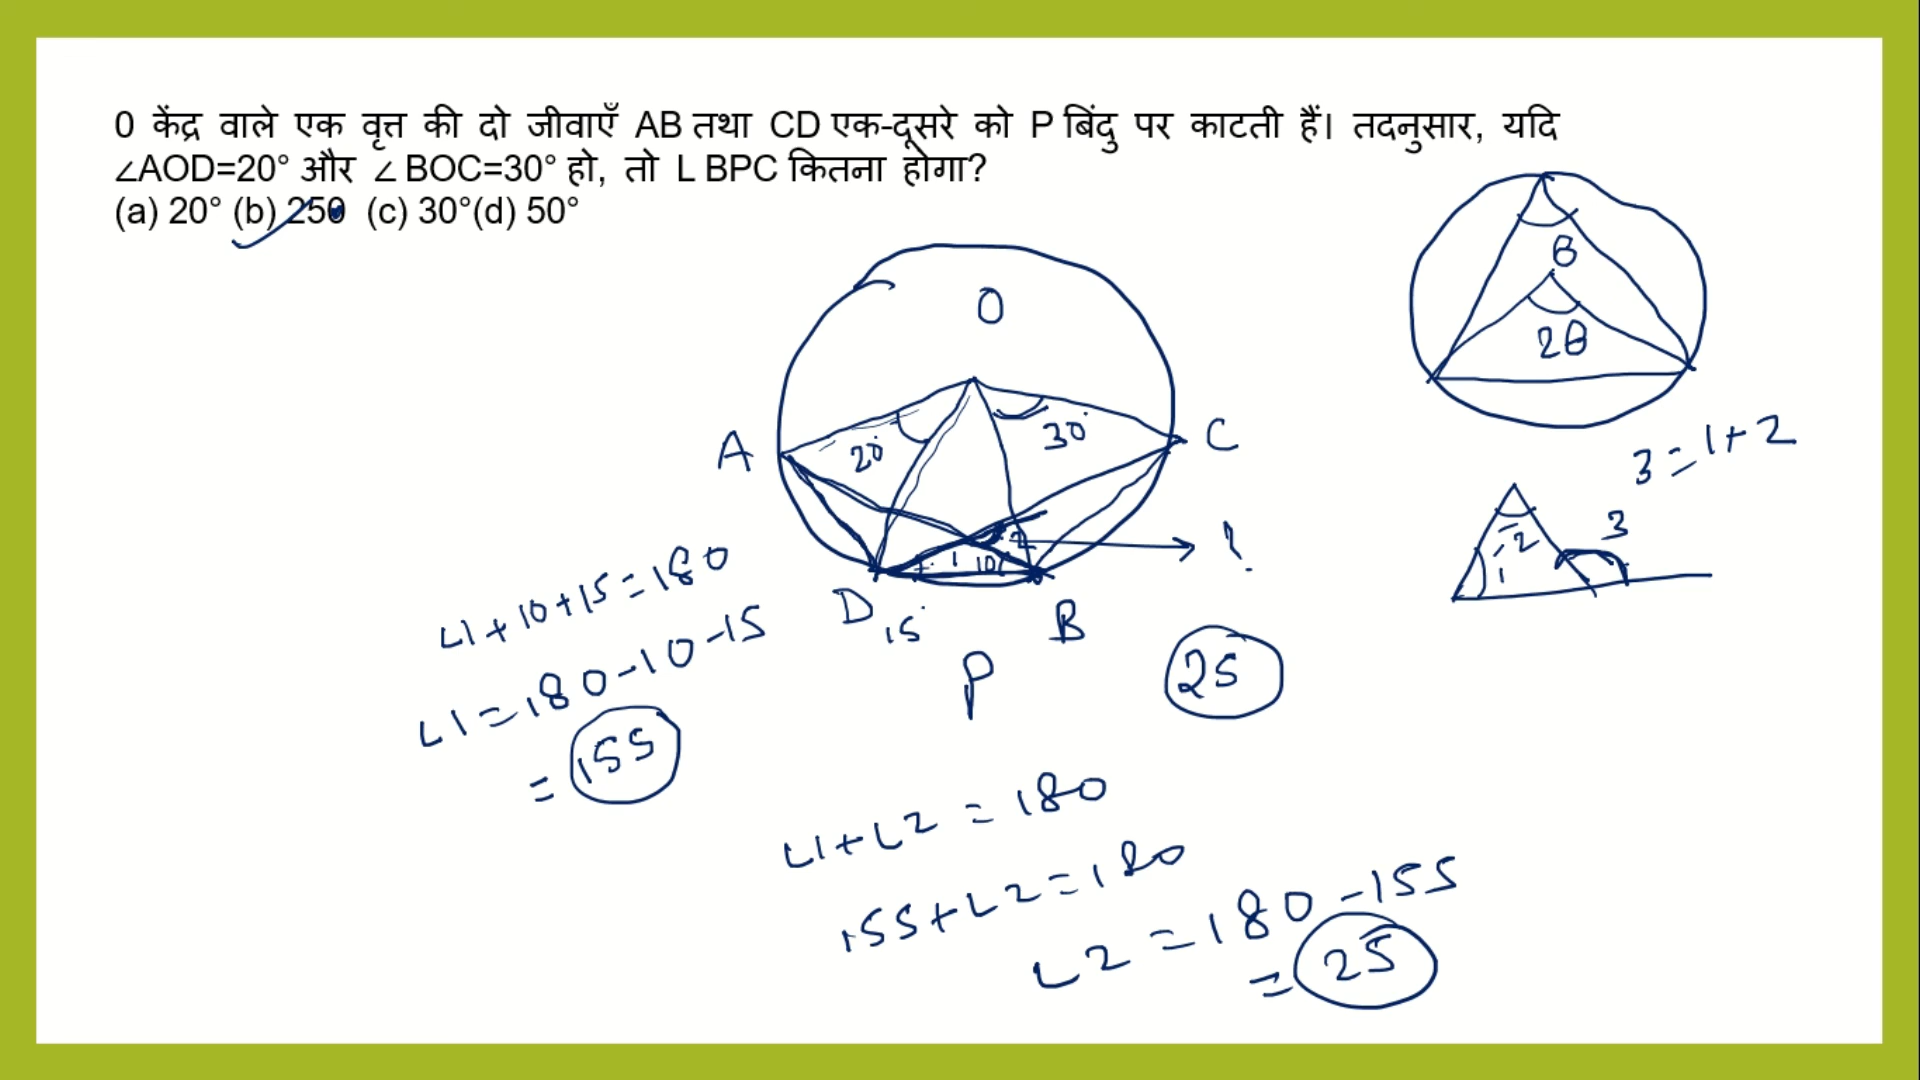 0 केंद्र वाले एक वृत्त की दो जीवाएँ AB तथा CD एक-दूसरे को P बिंदु पर काटती हैं। तदनुसार, यदि
∠AOD=20° और ∠BOC=30° हो, तो L BPC कितना होगा?
(a) 20° (b) 250 (c) 30°(d) 50°
O
θ
2θ
A
20°
30°
C
3=1+2
2
1
3
1
10
2
?
D
15°
B
P
25
∠1+10+15=180
∠1=180-10-15
=155
∠1+∠2=180
155+∠2=180
∠2=180-155
=25